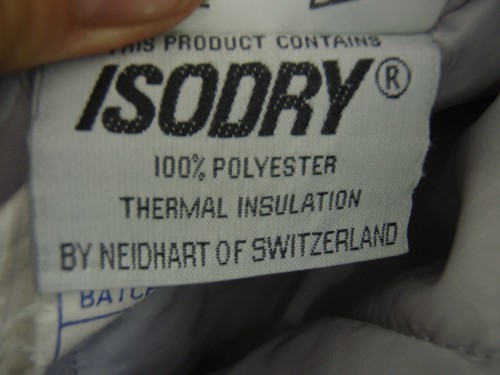 THIS PRODUCT CONTAINS
ISODRY®
100% POLYESTER
THERMAL INSULATION
BY NEIDHART OF SWITZERLAND